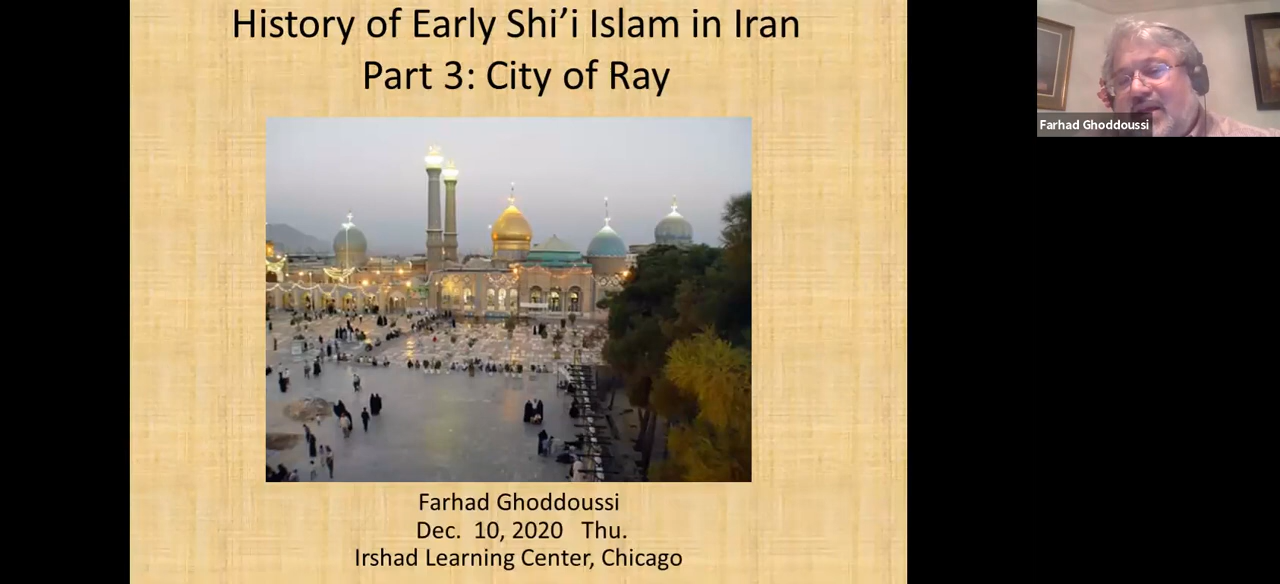 History of Early Shi’i Islam in Iran
Part 3: City of Ray
Farhad Ghoddoussi
Farhad Ghoddoussi
Dec.  10, 2020   Thu.
Irshad Learning Center, Chicago